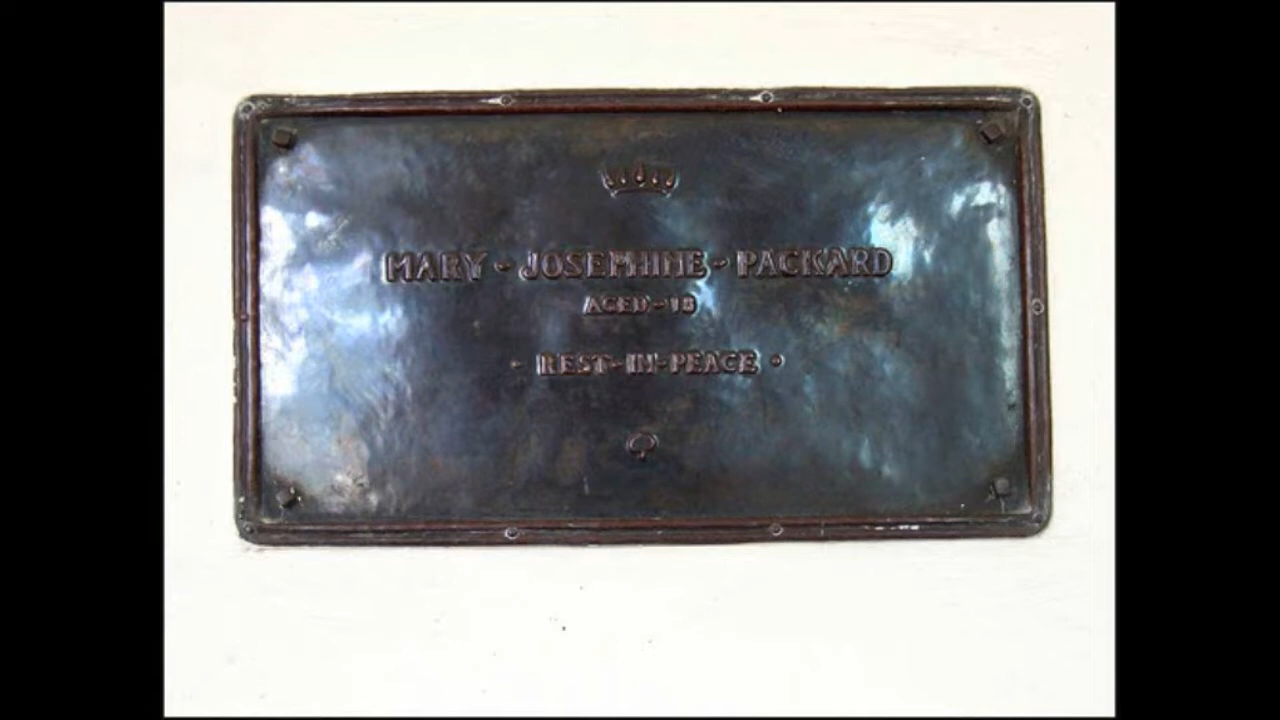 MARY - JOSEPHINE - PACKARD
AGED - 18
· REST - IN - PEACE ·